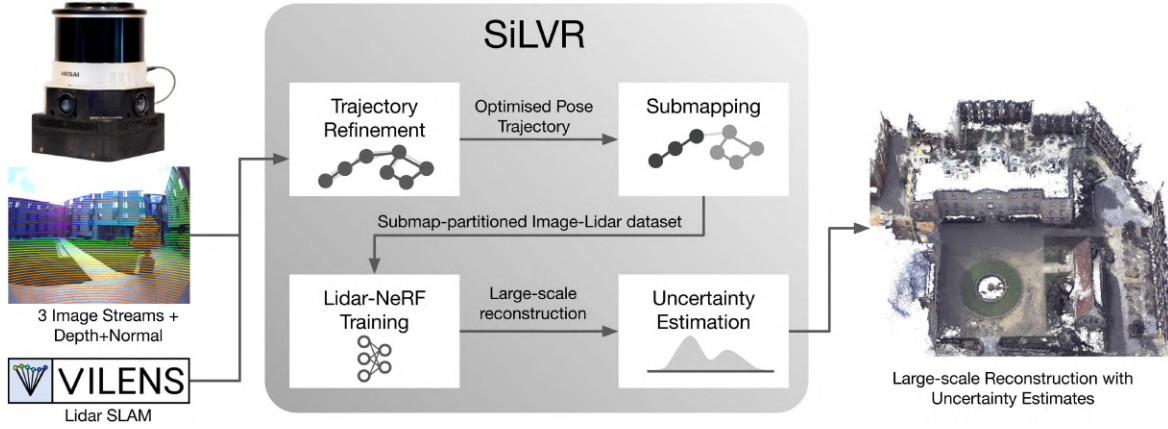 SiLVR
HESAI
Trajectory
Refinement
Optimised Pose
Trajectory
Submapping
Submap-partitioned Image-Lidar dataset
3 Image Streams +
Depth+Normal
Lidar-NeRF
Training
Large-scale
reconstruction
Uncertainty
Estimation
VILENS
Lidar SLAM
Large-scale Reconstruction with
Uncertainty Estimates